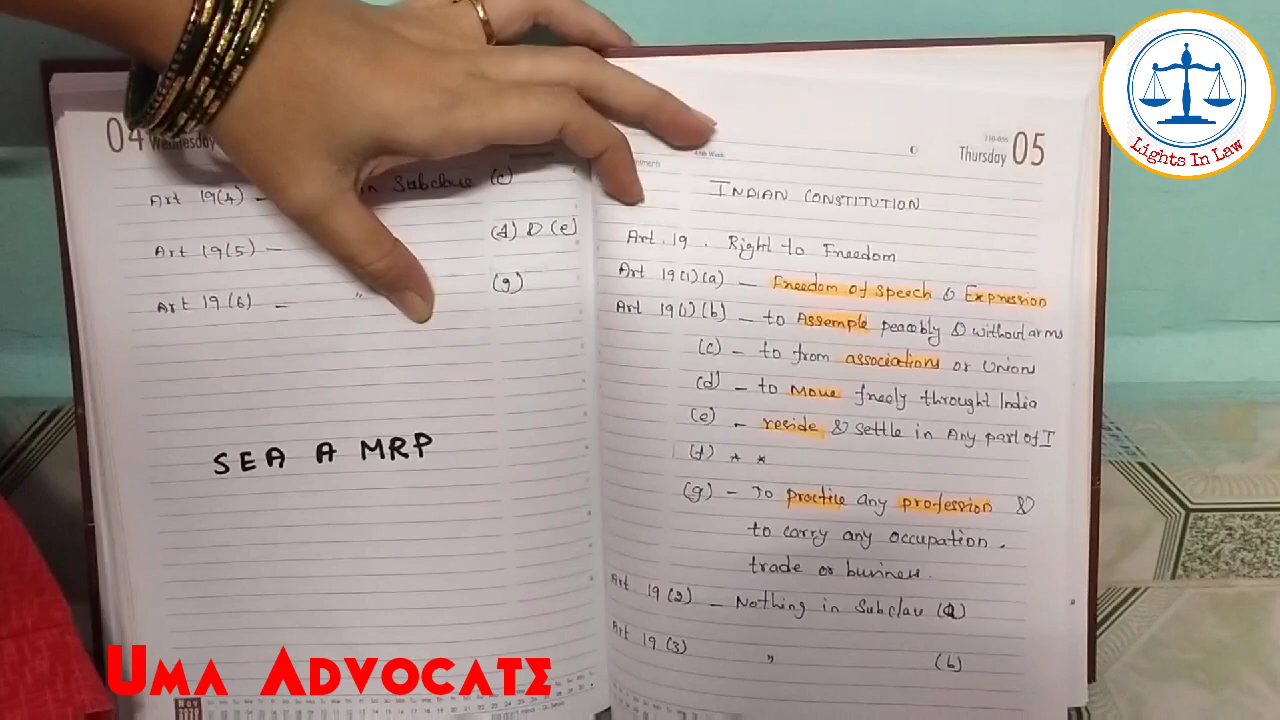 04
Wednesday
Art 19(4) - in Subclause (c)
Art 19(5) - (d) & (e)
Art 19(6) - " (g)
SEA A MRP
Thursday 05
INDIAN CONSTITUTION
Art. 19. Right to Freedom
Art 19(1)(a) - Freedom of Speech & Expression
Art 19(1)(b) - to Assemple peacebly & without arms
(c) - to from associations or Unions
(d) - to Move freely throught India
(e) - reside & settle in Any part of I
(f) * *
(g) - To practice any profession &
to carry any occupation,
trade or business.
Art 19(2) - Nothing in Subclause (a)
Art 19(3) " (b)
UMA ADVOCATE
Lights In Law
Nov
2020